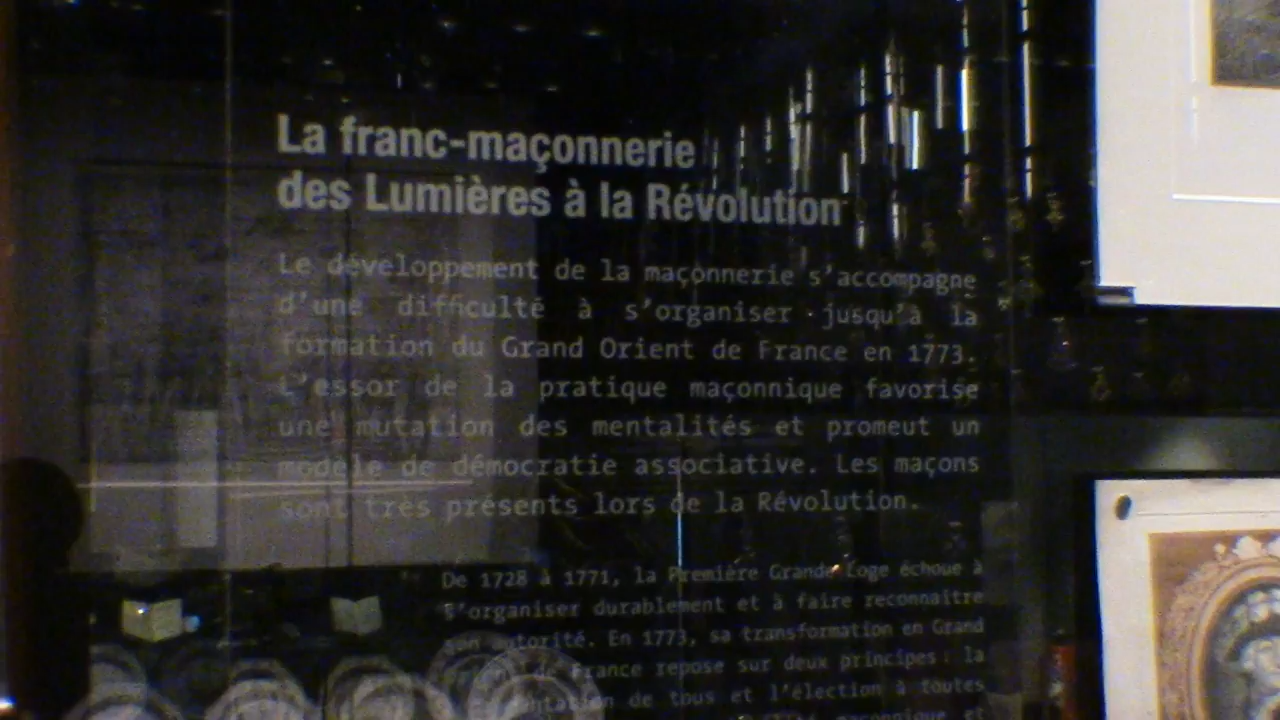 La franc-maçonnerie
des Lumières à la Révolution
Le développement de la maçonnerie s'accompagne
d'une difficulté à s'organiser jusqu'à la
formation du Grand Orient de France en 1773.
L'essor de la pratique maçonnique favorise
une mutation des mentalités et promeut un
modèle de démocratie associative. Les maçons
sont très présents lors de la Révolution.
De 1728 à 1771, la Première Grande Loge échoue à
s'organiser durablement et à faire reconnaître
son autorité. En 1773, sa transformation en Grand
de France repose sur deux principes : la
de tous et l'élection à toutes
maçonnique et